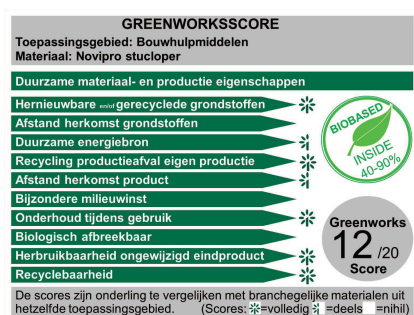 GREENWORKSSCORE
Toepassingsgebied: Bouwhulpmiddelen
Materiaal: Novipro stucloper
Duurzame materiaal- en productie eigenschappen
Hernieuwbare en/of gerecyclede grondstoffen
Afstand herkomst grondstoffen
Duurzame energiebron
Recycling productieafval eigen productie
Afstand herkomst product
Bijzondere milieuwinst
Onderhoud tijdens gebruik
Biologisch afbreekbaar
Herbruikbaarheid ongewijzigd eindproduct
Recyclebaarheid
BIOBASED
INSIDE
40-90%
Greenworks
12/20
Score
De scores zijn onderling te vergelijken met branchegelijke materialen uit
hetzelfde toepassingsgebied. (Scores: =volledig =deels =nihil)